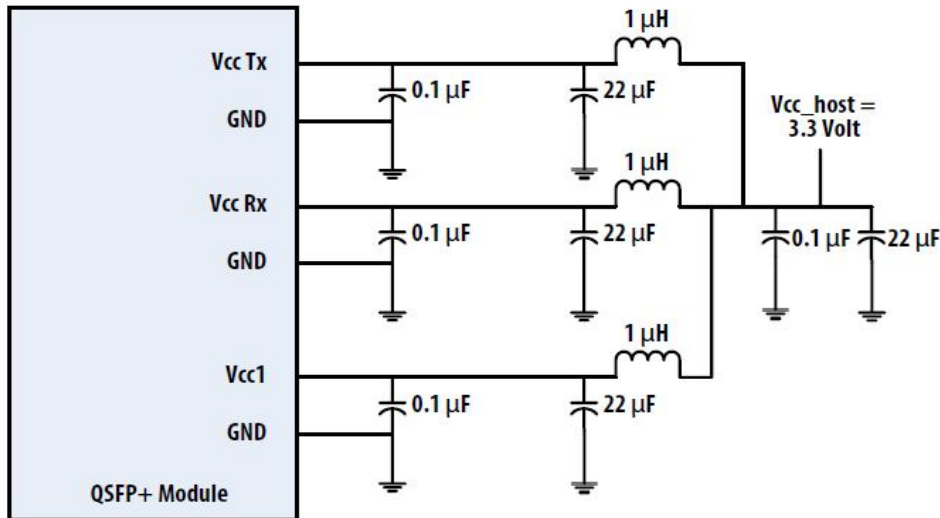 1 μH
Vcc Tx
0.1 μF
22 μF
GND
Vcc_host =
3.3 Volt
1 μH
Vcc Rx
0.1 μF
22 μF
0.1 μF
22 μF
GND
1 μH
Vcc1
0.1 μF
22 μF
GND
QSFP+ Module